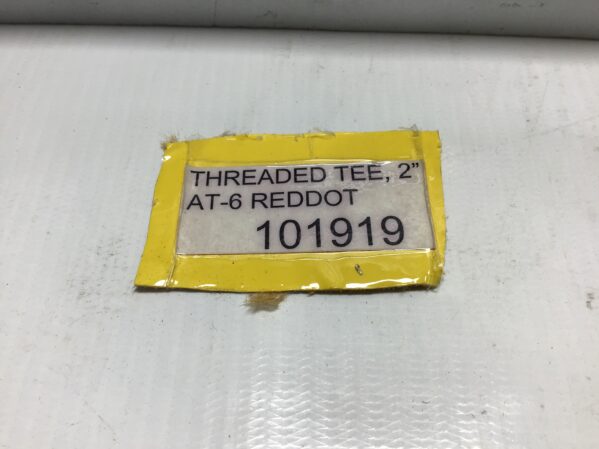 THREADED TEE, 2”
AT-6 REDDOT
101919